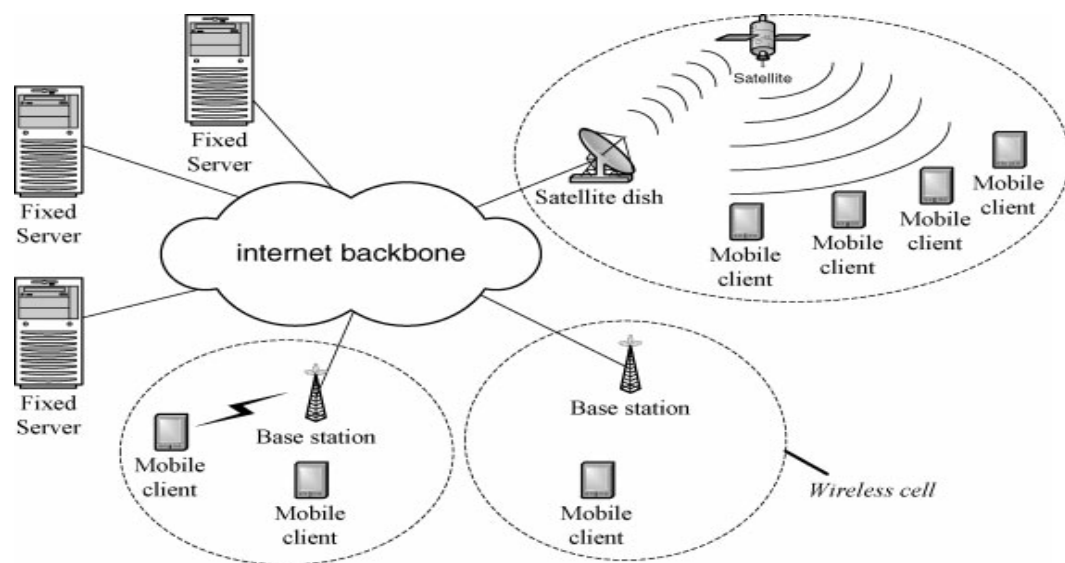 Fixed
Server
Fixed
Server
Fixed
Server
internet backbone
Satellite
Satellite dish
Mobile
client
Mobile
client
Mobile
client
Mobile
client
Base station
Mobile
client
Mobile
client
Base station
Mobile
client
Wireless cell